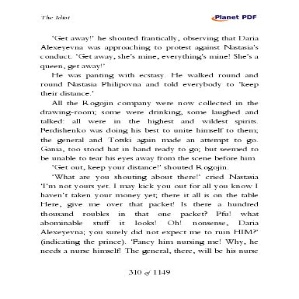 The Idiot
Planet PDF
'Get away!' he shouted frantically, observing that Daria
Alexeyevna was approaching to protest against Nastasia's
conduct. 'Get away, she's mine, everything's mine! She's a
queen, get away!'
He was panting with ecstasy. He walked round and
round Nastasia Philipovna and told everybody to 'keep
their distance.'
All the Rogojin company were now collected in the
drawing-room; some were drinking, some laughed and
talked: all were in the highest and wildest spirits.
Ferdishenko was doing his best to unite himself to them;
the general and Totski again made an attempt to go.
Gania, too stood hat in hand ready to go; but seemed to
be unable to tear his eyes away from the scene before him
'Get out, keep your distance!' shouted Rogojin.
'What are you shouting about there!' cried Nastasia
'I'm not yours yet. I may kick you out for all you know I
haven't taken your money yet; there it all is on the table
Here, give me over that packet! Is there a hundred
thousand roubles in that one packet? Pfu! what
abominable stuff it looks! Oh! nonsense, Daria
Alexeyevna; you surely did not expect me to ruin HIM?'
(indicating the prince). 'Fancy him nursing me! Why, he
needs a nurse himself! The general, there, will be his nurse
310 of 1149